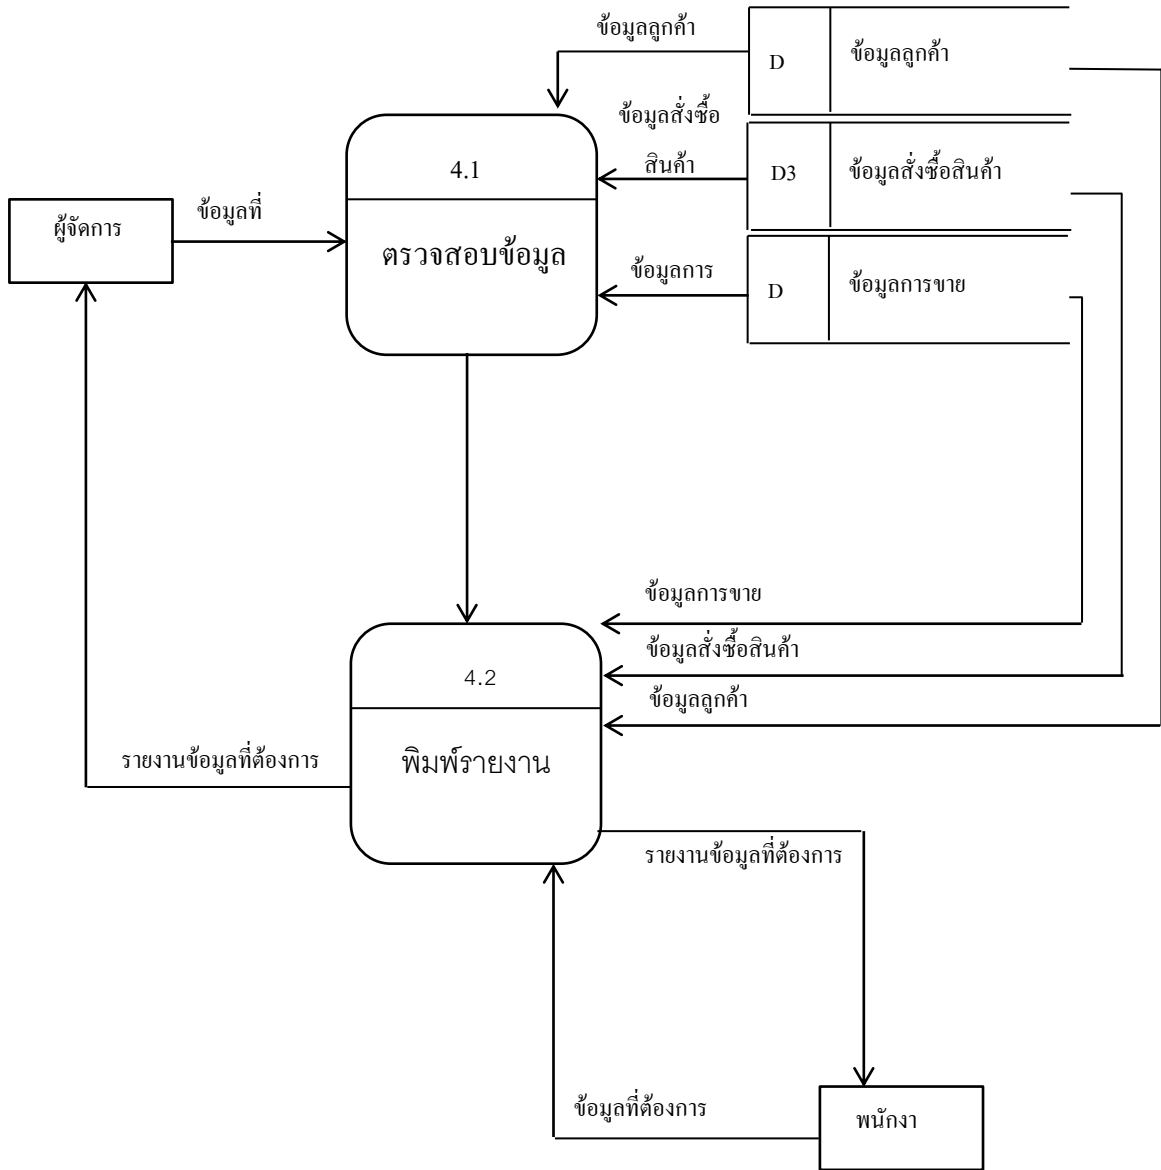 ข้อมูลลูกค้า
D
ข้อมูลลูกค้า
ข้อมูลสั่งซื้อ
สินค้า
D3
ข้อมูลสั่งซื้อสินค้า
4.1
ตรวจสอบข้อมูล
ผู้จัดการ
ข้อมูลที่
ข้อมูลการ
D
ข้อมูลการขาย
ข้อมูลการขาย
ข้อมูลสั่งซื้อสินค้า
ข้อมูลลูกค้า
4.2
พิมพ์รายงาน
รายงานข้อมูลที่ต้องการ
รายงานข้อมูลที่ต้องการ
ข้อมูลที่ต้องการ
พนักงา